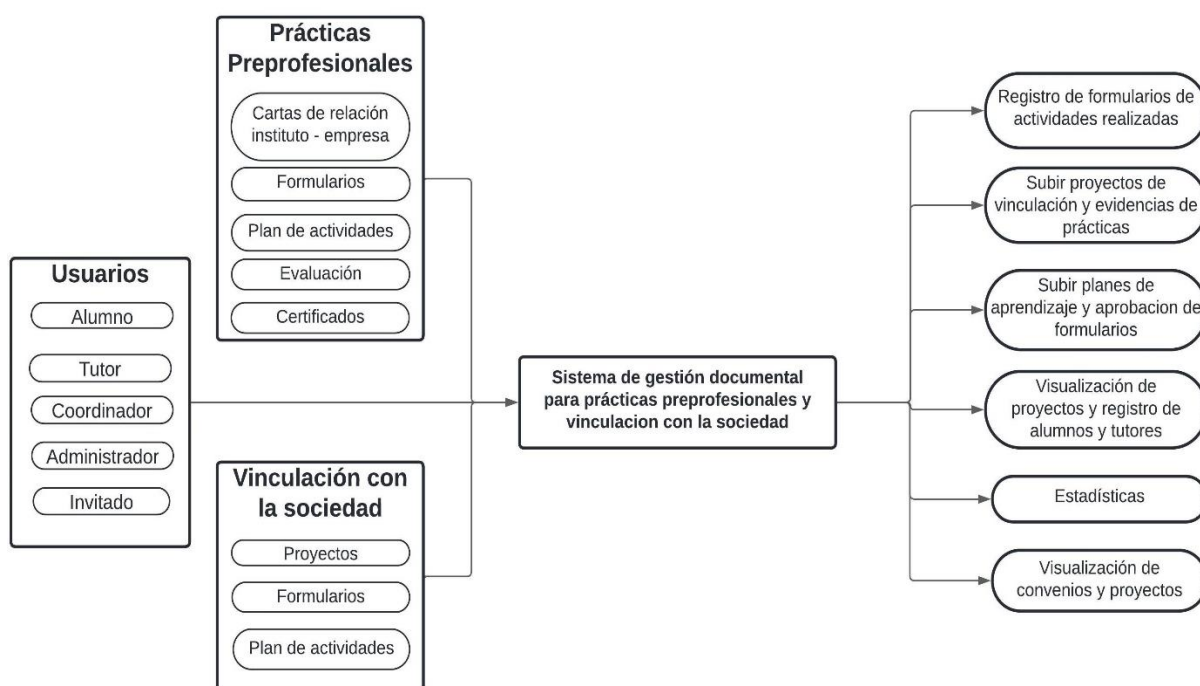 Usuarios
Alumno
Tutor
Coordinador
Administrador
Invitado
Prácticas
Preprofesionales
Cartas de relación
instituto - empresa
Formularios
Plan de actividades
Evaluación
Certificados
Vinculación con
la sociedad
Proyectos
Formularios
Plan de actividades
Sistema de gestión documental
para prácticas preprofesionales y
vinculacion con la sociedad
Registro de formularios de
actividades realizadas
Subir proyectos de
vinculación y evidencias de
prácticas
Subir planes de
aprendizaje y aprobacion de
formularios
Visualización de
proyectos y registro de
alumnos y tutores
Estadísticas
Visualización de
convenios y proyectos